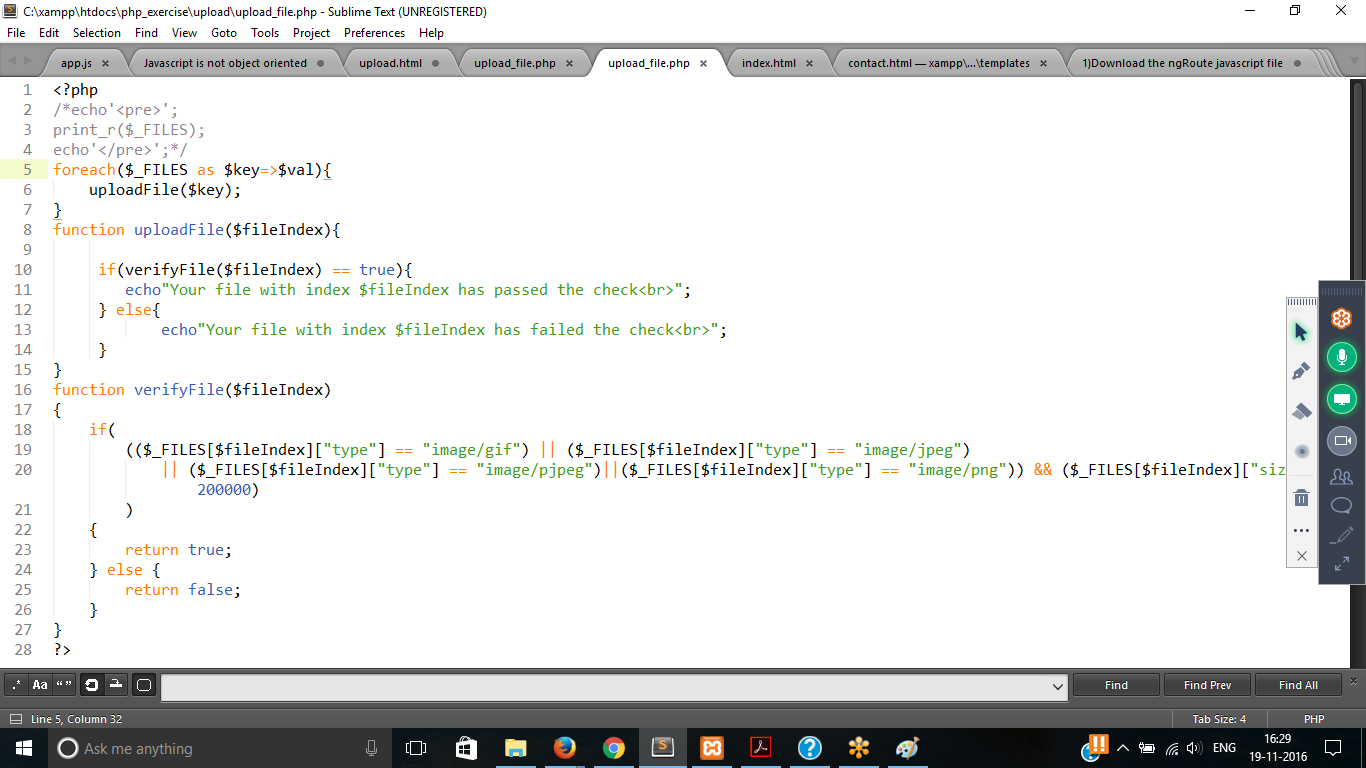 C:\xampp\htdocs\php_exercise\upload\upload_file.php - Sublime Text (UNREGISTERED)
File Edit Selection Find View Goto Tools Project Preferences Help
app.js × Javascript is not object oriented upload.html upload_file.php × upload_file.php × index.html × contact.html — xampp\...\templates × 1)Download the ngRoute javascript file
1 <?php
2 /*echo'<pre>';
3 print_r($_FILES);
4 echo'</pre>';*/
5 foreach($_FILES as $key=>$val){
6 uploadFile($key);
7 }
8 function uploadFile($fileIndex){
9
10 if(verifyFile($fileIndex) == true){
11 echo"Your file with index $fileIndex has passed the check<br>";
12 } else{
13 echo"Your file with index $fileIndex has failed the check<br>";
14 }
15 }
16 function verifyFile($fileIndex)
17 {
18 if(
19 (($_FILES[$fileIndex]["type"] == "image/gif") || ($_FILES[$fileIndex]["type"] == "image/jpeg")
20 || ($_FILES[$fileIndex]["type"] == "image/pjpeg")||($_FILES[$fileIndex]["type"] == "image/png")) && ($_FILES[$fileIndex]["siz
200000)
21 )
22 {
23 return true;
24 } else {
25 return false;
26 }
27 }
28 ?>
.* Aa “ ” Find Find Prev Find All ×
Line 5, Column 32 Tab Size: 4 PHP
Ask me anything ENG 16:29
19-11-2016